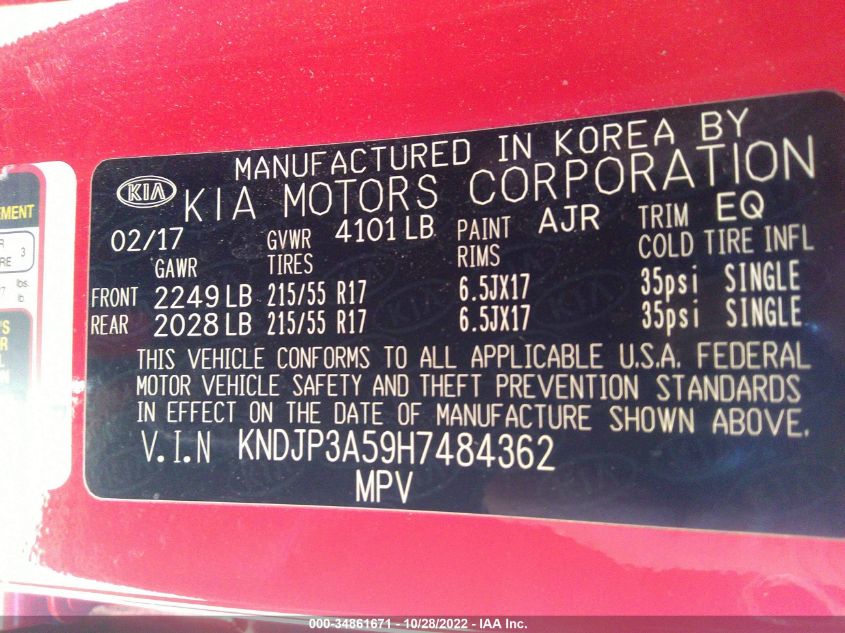 MANUFACTURED IN KOREA BY
KIA KIA MOTORS CORPORATION
02/17 GVWR 4101 LB PAINT AJR TRIM EQ
GAWR TIRES RIMS COLD TIRE INFL
FRONT 2249 LB 215/55 R17 6.5JX17 35psi SINGLE
REAR 2028 LB 215/55 R17 6.5JX17 35psi SINGLE
THIS VEHICLE CONFORMS TO ALL APPLICABLE U.S.A. FEDERAL
MOTOR VEHICLE SAFETY AND THEFT PREVENTION STANDARDS
IN EFFECT ON THE DATE OF MANUFACTURE SHOWN ABOVE.
V.I.N KNDJP3A59H7484362
MPV
3
lbs.
lb.
000-34861671 - 10/28/2022 - IAA Inc.